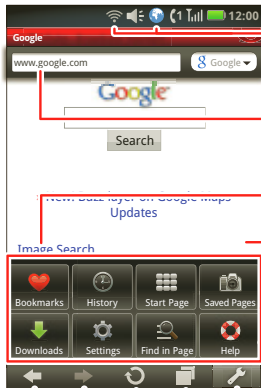 12:00
Google
www.google.com
Google
Google
Search
New! Buzz layer on Google Maps
Updates
Image Search
Bookmarks
History
Start Page
Saved Pages
Downloads
Settings
Find in Page
Help